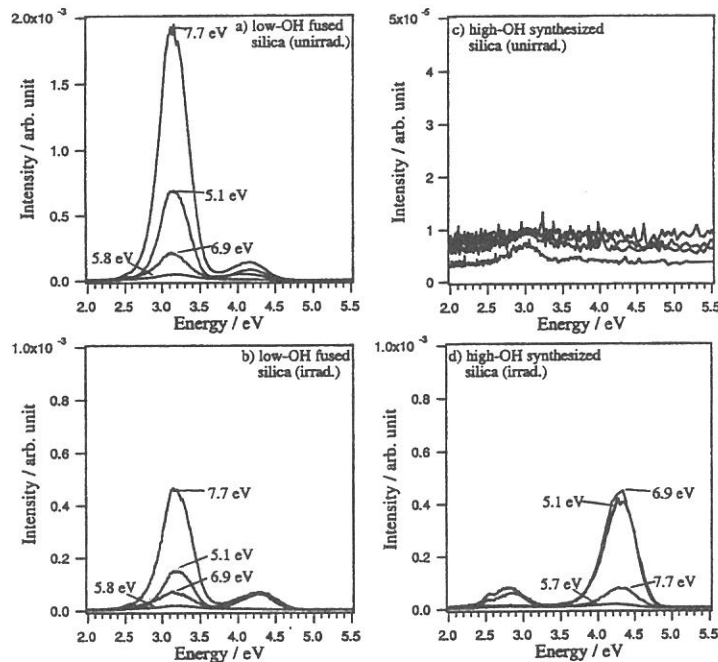 2.0x10 -3
a) low-OH fused
silica (unirrad.)
7.7 eV
1.5
1.0
0.5
0.0
5.1 eV
6.9 eV
5.8 eV
Intensity / arb. unit
2.0 2.5 3.0 3.5 4.0 4.5 5.0 5.5
Energy / eV
c) high-OH synthesized
silica (unirrad.)
4
3
2
1
0
Intensity / arb. unit
2.0 2.5 3.0 3.5 4.0 4.5 5.0 5.5
Energy / eV
1.0x10 -3
b) low-OH fused
silica (irrad.)
0.8
0.6
0.4
0.2
0.0
7.7 eV
5.1 eV
6.9 eV
5.8 eV
Intensity / arb. unit
2.0 2.5 3.0 3.5 4.0 4.5 5.0 5.5
Energy / eV
1.0x10 -3
d) high-OH synthesized
silica (irrad.)
0.8
0.6
0.4
0.2
0.0
5.1 eV
6.9 eV
5.7 eV
7.7 eV
Intensity / arb. unit
2.0 2.5 3.0 3.5 4.0 4.5 5.0 5.5
Energy / eV